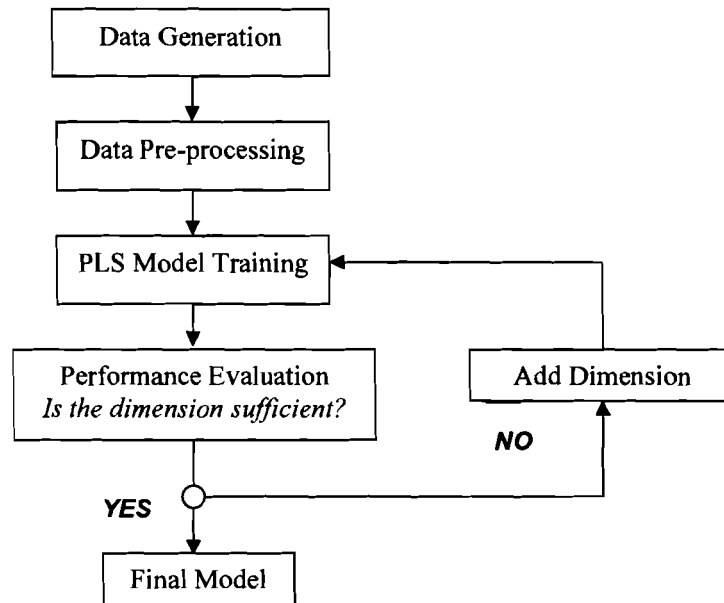 Data Generation
Data Pre-processing
PLS Model Training
Performance Evaluation
Is the dimension sufficient?
Add Dimension
NO
YES
Final Model